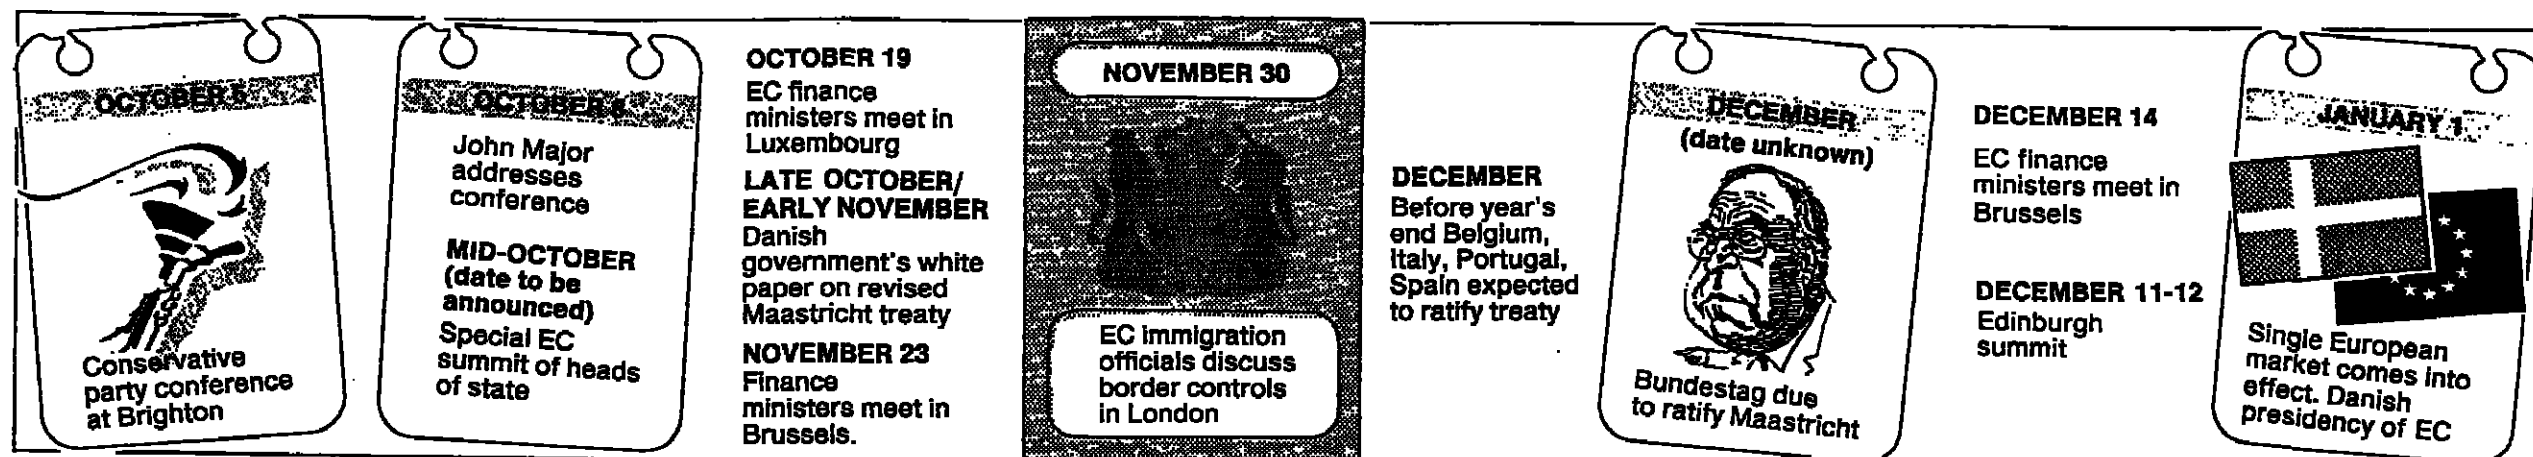 OCTOBER
Conservative
party conference
at Brighton
OCTOBER
John Major
addresses
conference
MID-OCTOBER
(date to be
announced)
Special EC
summit of heads
of state
OCTOBER 19
EC finance
ministers meet in
Luxembourg
LATE OCTOBER/
EARLY NOVEMBER
Danish
government's white
paper on revised
Maastricht treaty
NOVEMBER 23
Finance
ministers meet in
Brussels.
NOVEMBER 30
EC immigration
officials discuss
border controls
in London
DECEMBER
Before year's
end Belgium,
Italy, Portugal,
Spain expected
to ratify treaty
DECEMBER
(date unknown)
Bundestag due
to ratify Maastricht
DECEMBER 14
EC finance
ministers meet in
Brussels
DECEMBER 11-12
Edinburgh
summit
JANUARY 1
Single European
market comes into
effect. Danish
presidency of EC